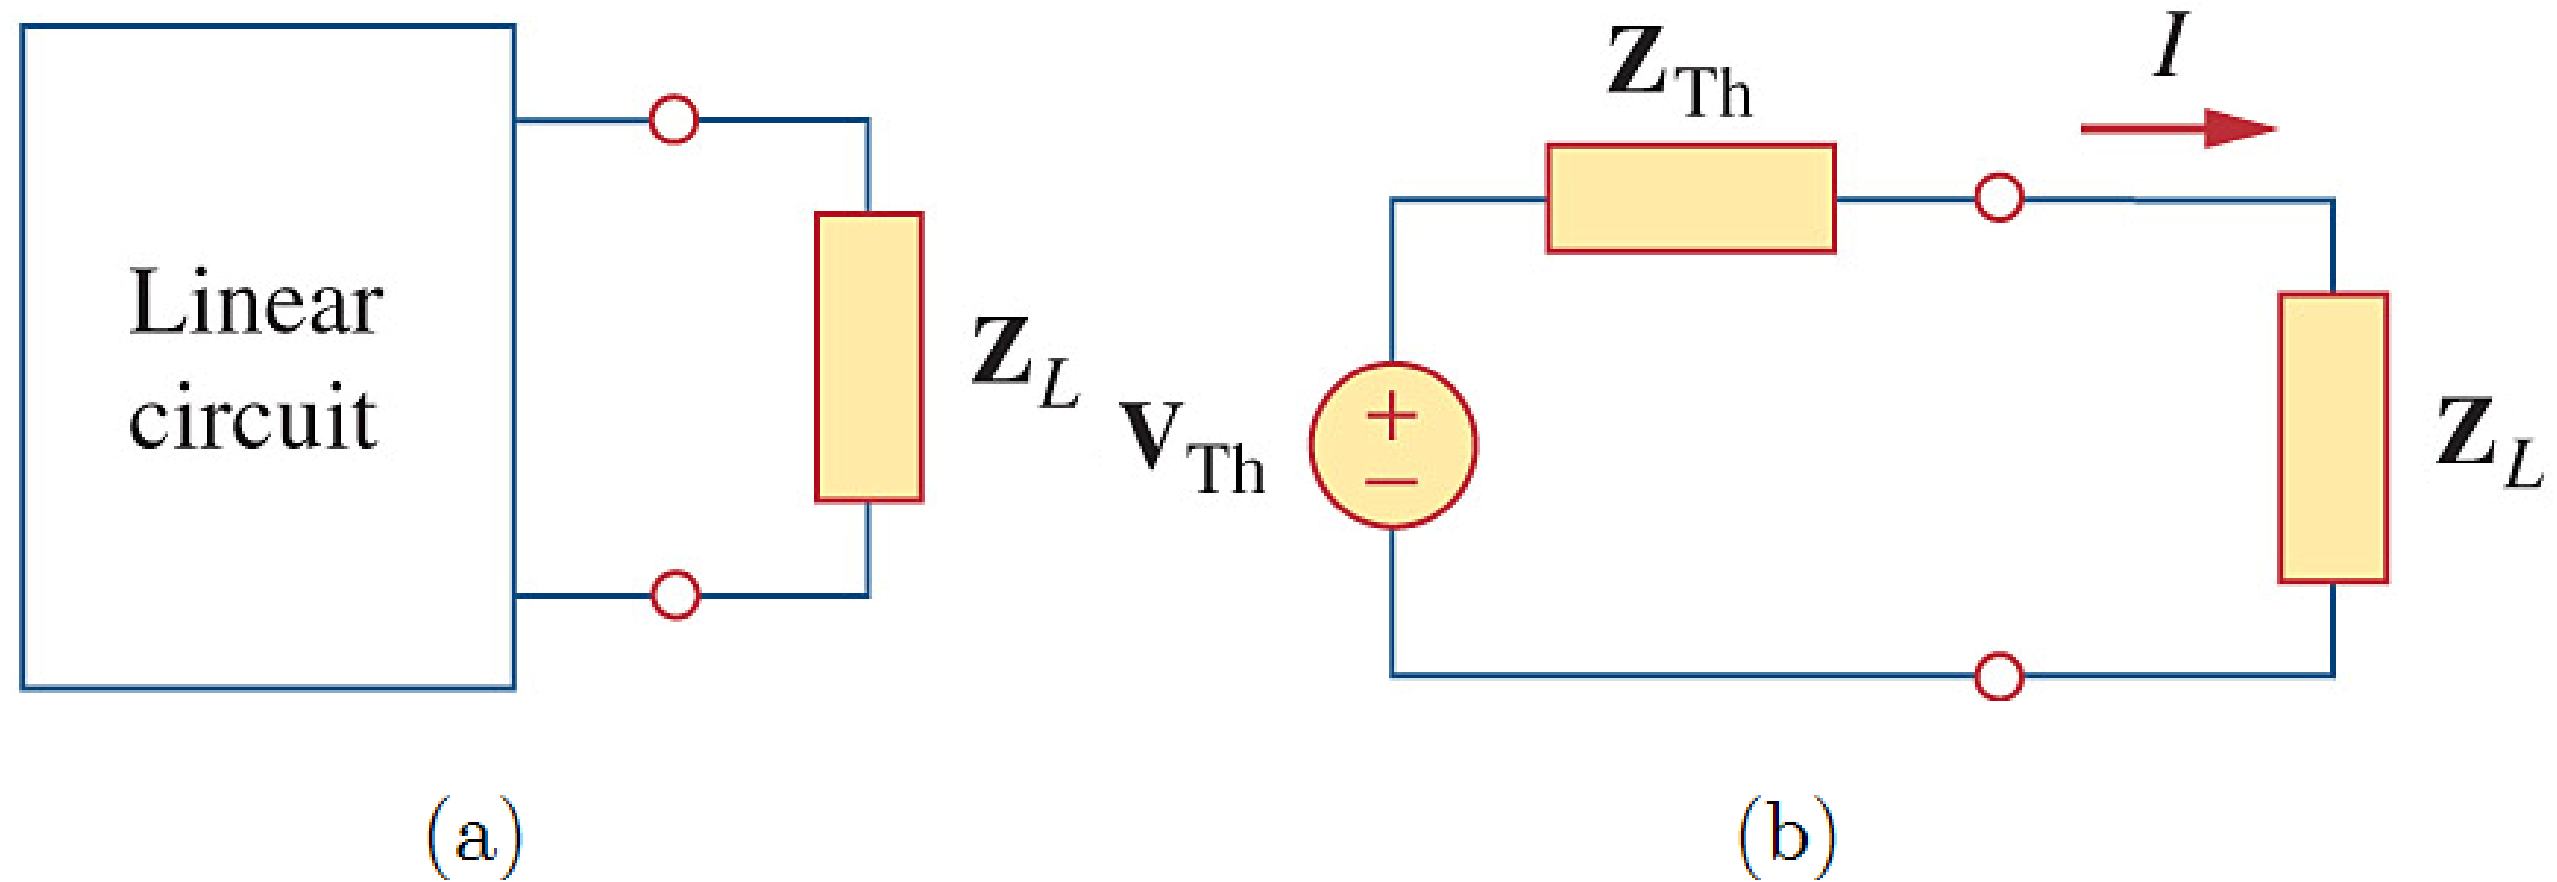 Linear
circuit
Z_L
(a)
Z_Th
I
+
−
V_Th
Z_L
(b)